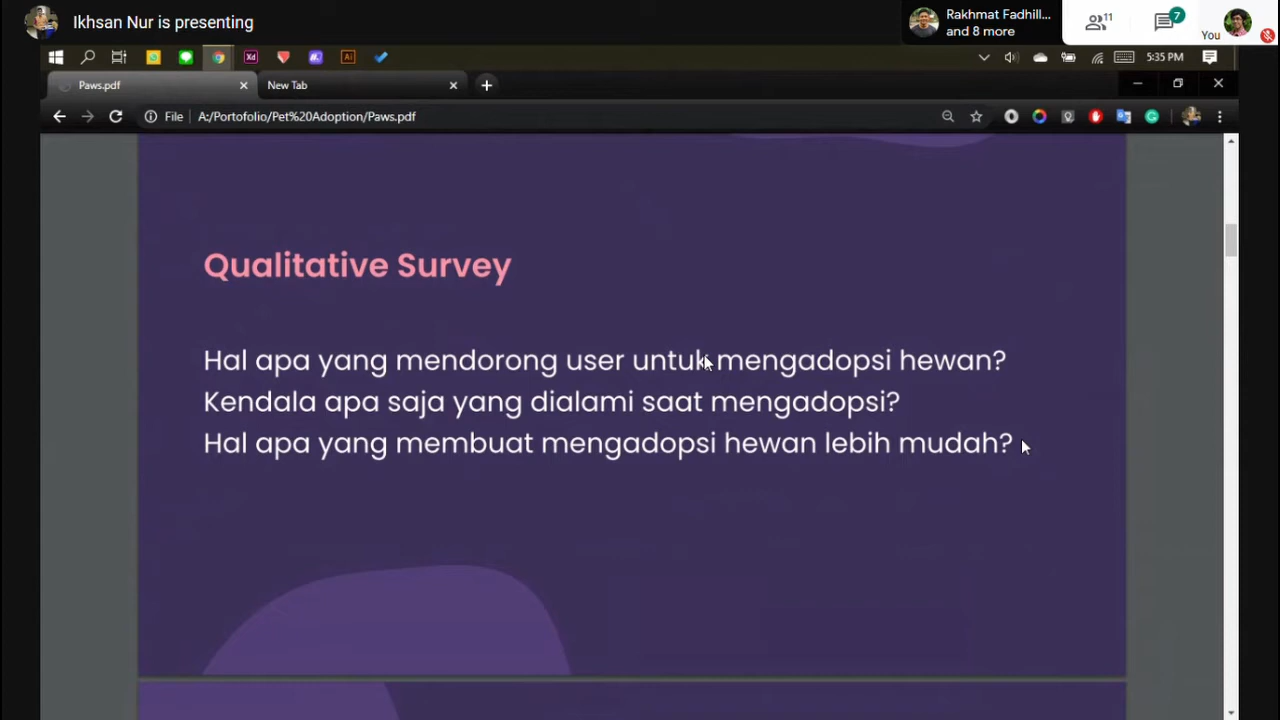 Ikhsan Nur is presenting
Rakhmat Fadhill...
and 8 more
11
7
You
Xd
Ai
5:35 PM
Paws.pdf
New Tab
File
A:/Portofolio/Pet%20Adoption/Paws.pdf
Qualitative Survey
Hal apa yang mendorong user untuk mengadopsi hewan?
Kendala apa saja yang dialami saat mengadopsi?
Hal apa yang membuat mengadopsi hewan lebih mudah?